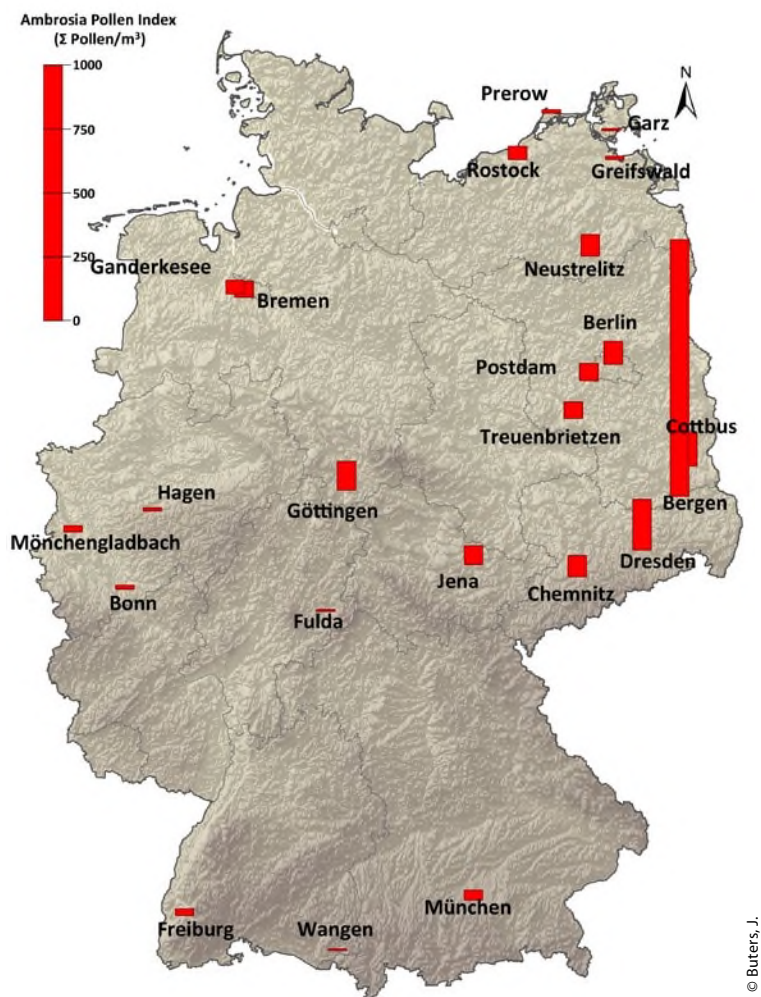 Ambrosia Pollen Index
(Σ Pollen/m³)
1000
750
500
250
0
N
Prerow
Garz
Rostock
Greifswald
Neustrelitz
Ganderkesee
Bremen
Berlin
Postdam
Treuenbrietzen
Cottbus
Bergen
Hagen
Göttingen
Mönchengladbach
Dresden
Jena
Chemnitz
Bonn
Fulda
München
Freiburg
Wangen
© Buters, J.